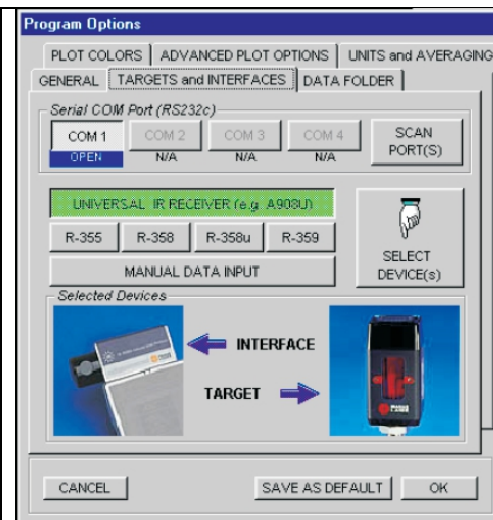 Program Options
PLOT COLORS ADVANCED PLOT OPTIONS UNITS and AVERAGING
GENERAL TARGETS and INTERFACES DATA FOLDER
Serial COM Port (RS232c)
COM 1 COM 2 COM 3 COM 4 SCAN PORT(S)
OPEN N/A N/A. N/A
UNIVERSAL IR RECEIVER (e.g. A908U)
R-355 R-358 R-358u R-359
SELECT DEVICE(s)
MANUAL DATA INPUT
Selected Devices
INTERFACE
TARGET
CANCEL SAVE AS DEFAULT OK